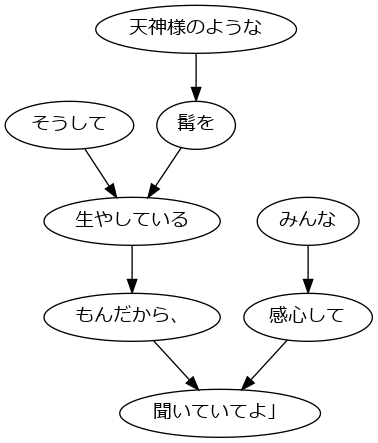 天神様のような
そうして
髯を
生やしている
みんな
もんだから、
感心して
聞いていてよ」